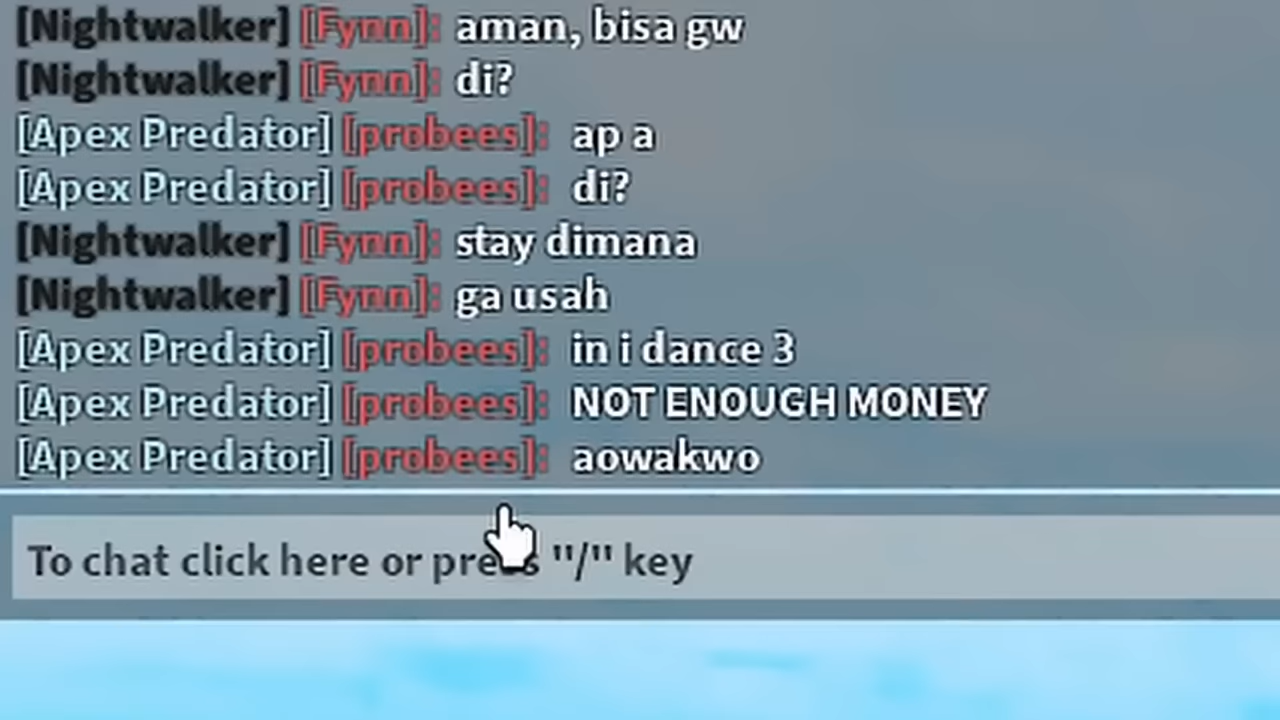 [Nightwalker] [Fynn]: aman, bisa gw
[Nightwalker] [Fynn]: di?
[Apex Predator] [probees]: ap a
[Apex Predator] [probees]: di?
[Nightwalker] [Fynn]: stay dimana
[Nightwalker] [Fynn]: ga usah
[Apex Predator] [probees]: in i dance 3
[Apex Predator] [probees]: NOT ENOUGH MONEY
[Apex Predator] [probees]: aowakwo
To chat click here or press "/" key